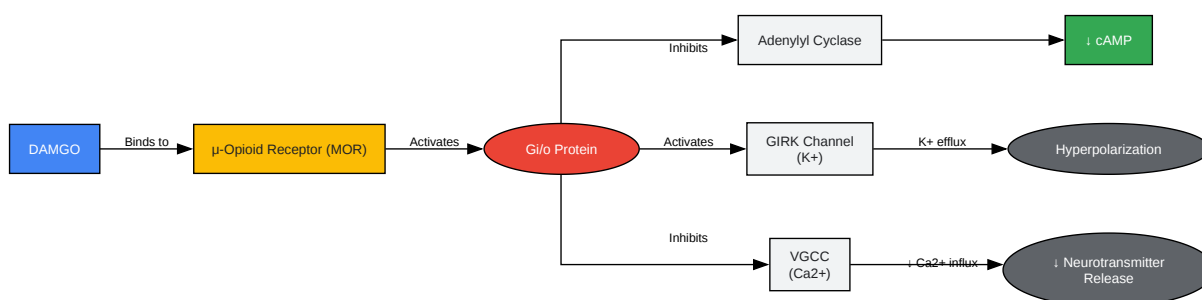 Adenylyl Cyclase
↓ cAMP
Inhibits
DAMGO
Binds to
μ-Opioid Receptor (MOR)
Activates
Gi/o Protein
Activates
GIRK Channel
(K+)
K+ efflux
Hyperpolarization
Inhibits
VGCC
(Ca2+)
↓ Ca2+ influx
↓ Neurotransmitter
Release